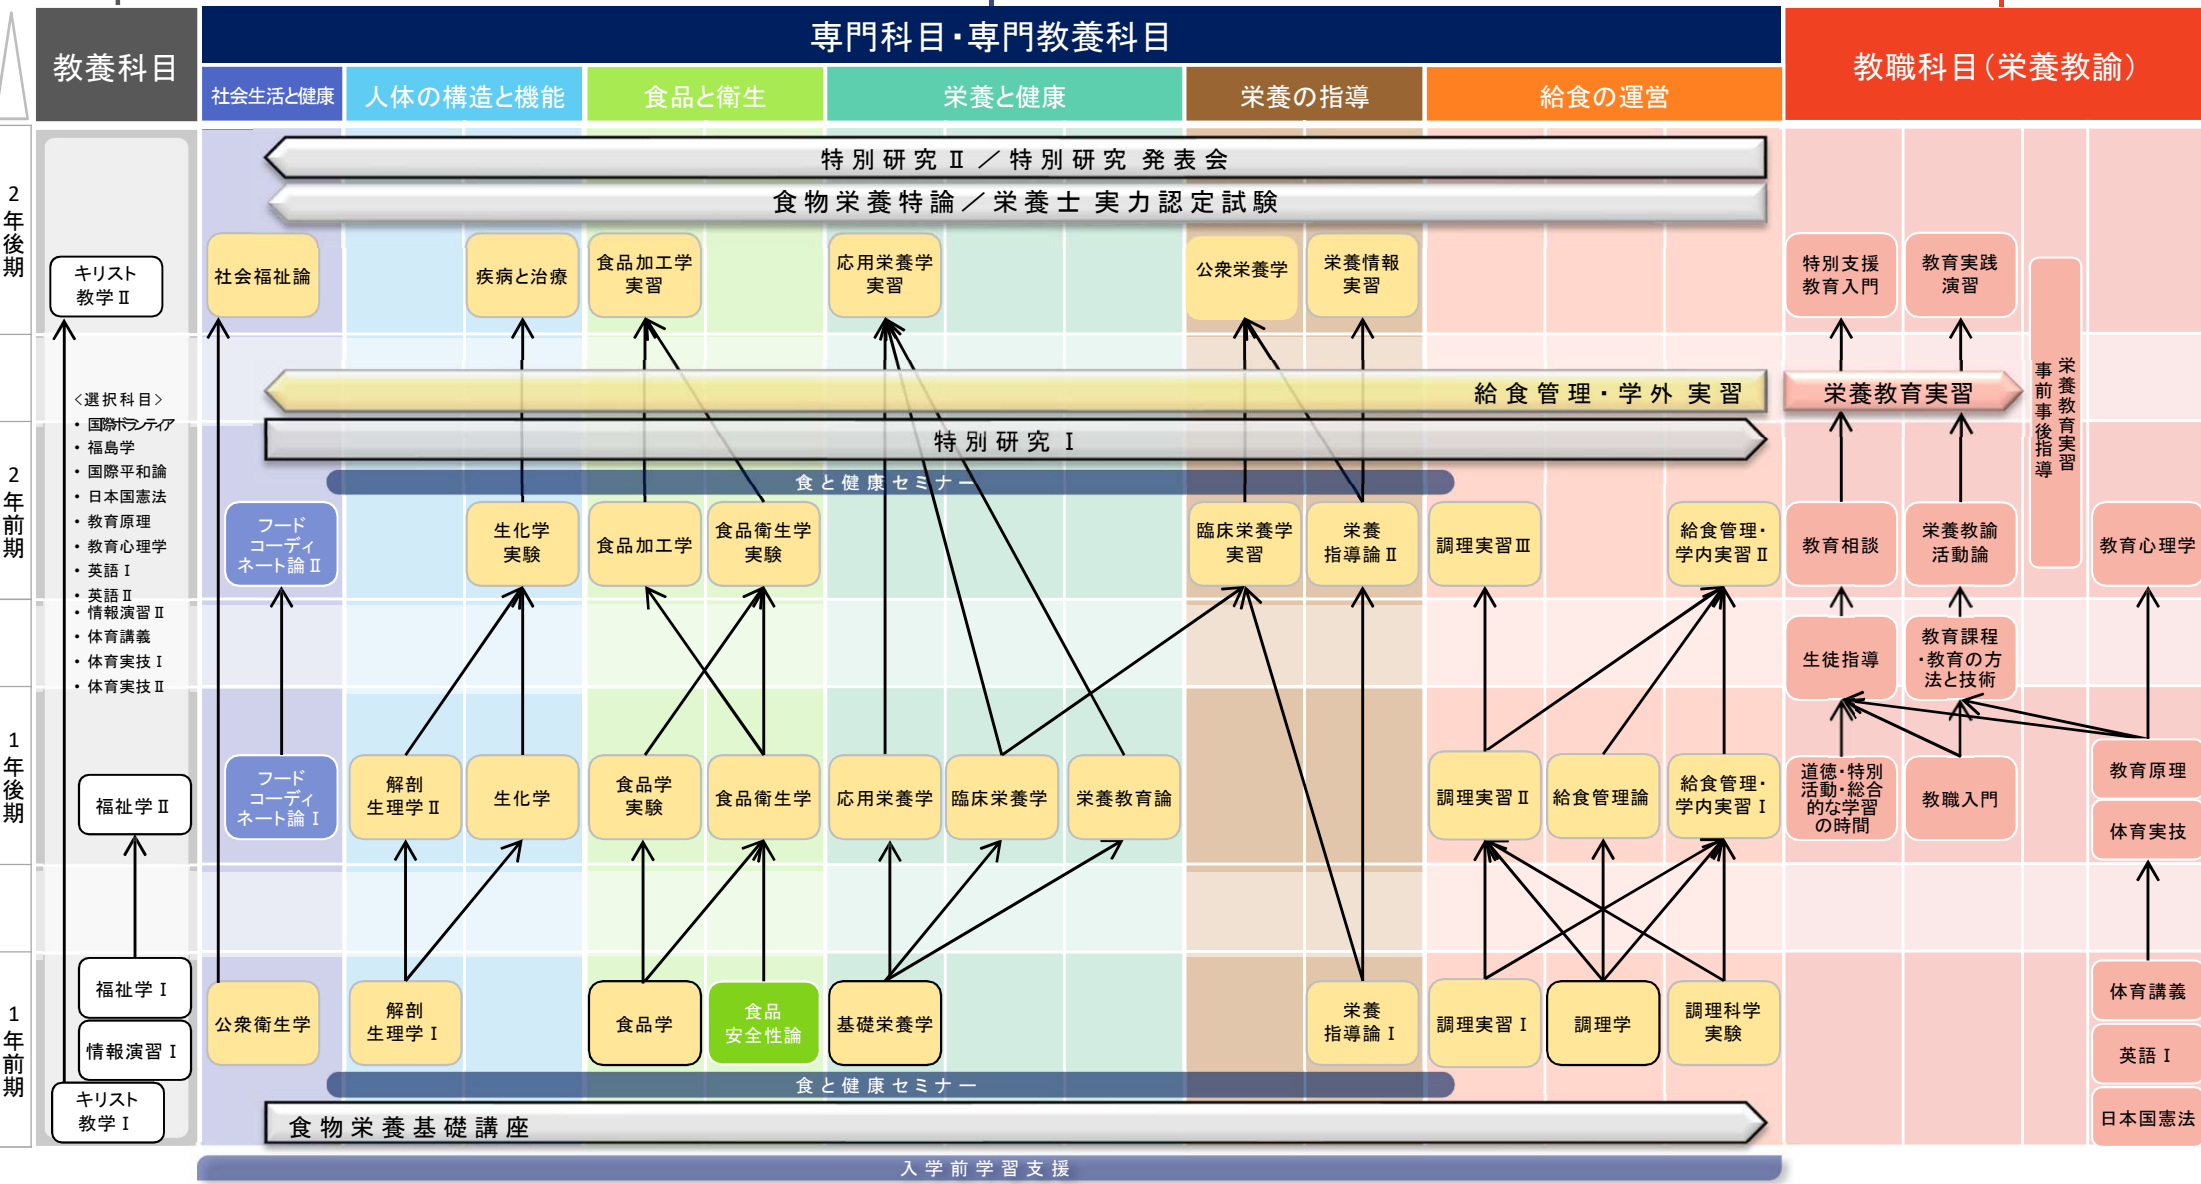 教養科目
専門科目・専門教養科目
教職科目（栄養教諭）
社会生活と健康
人体の構造と機能
食品と衛生
栄養と健康
栄養の指導
給食の運営
2年後期
特別研究Ⅱ／特別研究 発表会
食物栄養特論／栄養士 実力認定試験
キリスト
教学Ⅱ
社会福祉論
疾病と治療
食品加工学
実習
応用栄養学
実習
公衆栄養学
栄養情報
実習
特別支援
教育入門
教育実践
演習
栄養教育実習
事前事後指導
給食管理・学外 実習
栄養教育実習
特別研究Ⅰ
食と健康セミナー
<選択科目>
・国際ボランティア
・福島学
・国際平和論
・日本国憲法
・教育原理
・教育心理学
・英語Ⅰ
・英語Ⅱ
・情報演習Ⅱ
・体育講義
・体育実技Ⅰ
・体育実技Ⅱ
2年前期
フード
コーディ
ネート論Ⅱ
生化学
実験
食品加工学
食品衛生学
実験
臨床栄養学
実習
栄養
指導論Ⅱ
調理実習Ⅲ
給食管理・
学内実習Ⅱ
教育相談
栄養教諭
活動論
教育心理学
生徒指導
教育課程
・教育の方
法と技術
1年後期
福祉学Ⅱ
フード
コーディ
ネート論Ⅰ
解剖
生理学Ⅱ
生化学
食品学
実験
食品衛生学
応用栄養学
臨床栄養学
栄養教育論
調理実習Ⅱ
給食管理論
給食管理・
学内実習Ⅰ
道徳・特別
活動・総合
的な学習
の時間
教職入門
教育原理
体育実技
1年前期
福祉学Ⅰ
情報演習Ⅰ
キリスト
教学Ⅰ
公衆衛生学
解剖
生理学Ⅰ
食品学
食品
安全性論
基礎栄養学
栄養
指導論Ⅰ
調理実習Ⅰ
調理学
調理科学
実験
体育講義
英語Ⅰ
日本国憲法
食と健康セミナー
食物栄養基礎講座
入学前学習支援